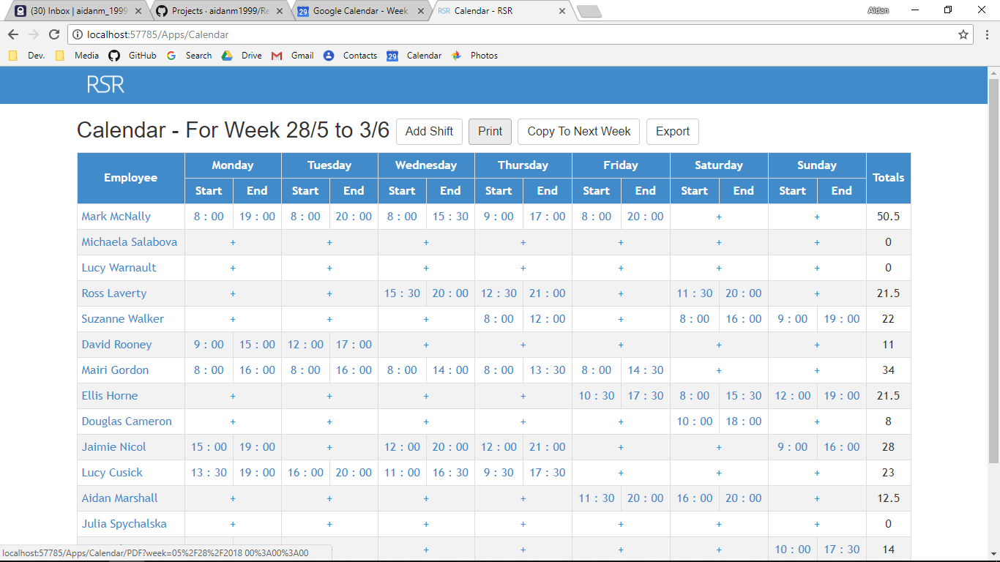 (30) Inbox | aidanm_1999 Projects · aidanm1999/Re Google Calendar - Week RSR Calendar - RSR Aidan
localhost:57785/Apps/Calendar
Dev. Media GitHub Search Drive Gmail Contacts 29 Calendar Photos
RSR
Calendar - For Week 28/5 to 3/6 Add Shift Print Copy To Next Week Export
Employee Monday Tuesday Wednesday Thursday Friday Saturday Sunday Totals
Start End Start End Start End Start End Start End Start End Start End
Mark McNally 8 : 00 19 : 00 8 : 00 20 : 00 8 : 00 15 : 30 9 : 00 17 : 00 8 : 00 20 : 00 + + 50.5
Michaela Salabova + + + + + + + 0
Lucy Warnault + + + + + + + 0
Ross Laverty + + 15 : 30 20 : 00 12 : 30 21 : 00 + 11 : 30 20 : 00 + 21.5
Suzanne Walker + + + 8 : 00 12 : 00 + 8 : 00 16 : 00 9 : 00 19 : 00 22
David Rooney 9 : 00 15 : 00 12 : 00 17 : 00 + + + + + 11
Mairi Gordon 8 : 00 16 : 00 8 : 00 16 : 00 8 : 00 14 : 00 8 : 00 13 : 30 8 : 00 14 : 30 + + 34
Ellis Horne + + + + 10 : 30 17 : 30 8 : 00 15 : 30 12 : 00 19 : 00 21.5
Douglas Cameron + + + + + 10 : 00 18 : 00 + 8
Jaimie Nicol 15 : 00 19 : 00 + 12 : 00 20 : 00 12 : 00 21 : 00 + + 9 : 00 16 : 00 28
Lucy Cusick 13 : 30 19 : 00 16 : 00 20 : 00 11 : 00 16 : 30 9 : 30 17 : 30 + + + 23
Aidan Marshall + + + + 11 : 30 20 : 00 16 : 00 20 : 00 + 12.5
Julia Spychalska + + + + + + + 0
+ + + + 10 : 00 17 : 30 14
localhost:57785/Apps/Calendar/PDF?week=05%2F28%2F2018 00%3A00%3A00